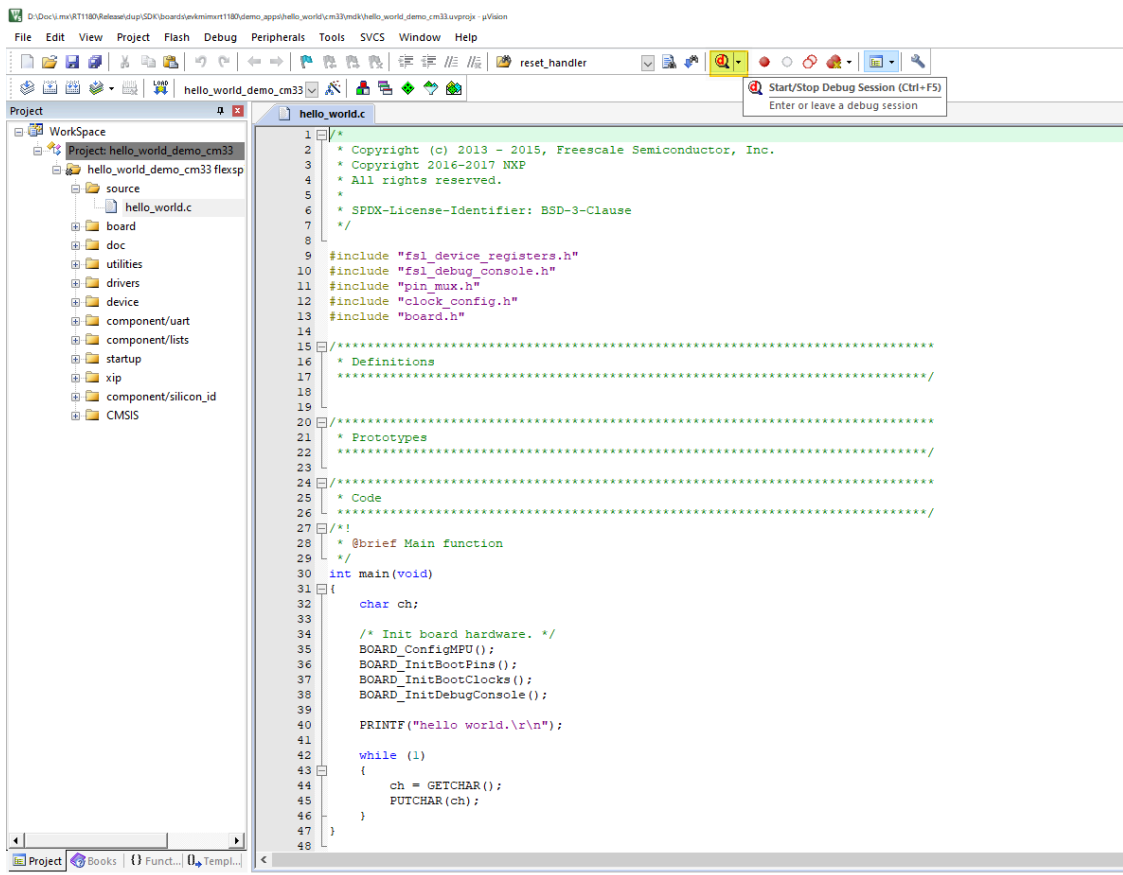 D:\Doc\i.mx\RT1180\Release\dup\SDK\boards\evkmimxrt1180\demo_apps\hello_world\cm33\mdk\hello_world_demo_cm33.uvprojx - µVision
File Edit View Project Flash Debug Peripherals Tools SVCS Window Help
reset_handler
LOAD
hello_world_demo_cm33
Start/Stop Debug Session (Ctrl+F5)
Enter or leave a debug session
Project
WorkSpace
Project: hello_world_demo_cm33
hello_world_demo_cm33 flexsp
source
hello_world.c
board
doc
utilities
drivers
device
component/uart
component/lists
startup
xip
component/silicon_id
CMSIS
Project Books {} Funct... 0 Templ...
hello_world.c
1 /*
2 * Copyright (c) 2013 - 2015, Freescale Semiconductor, Inc.
3 * Copyright 2016-2017 NXP
4 * All rights reserved.
5 *
6 * SPDX-License-Identifier: BSD-3-Clause
7 */
8
9 #include "fsl_device_registers.h"
10 #include "fsl_debug_console.h"
11 #include "pin_mux.h"
12 #include "clock_config.h"
13 #include "board.h"
14
15 /*******************************************************************************
16 * Definitions
17 ******************************************************************************/
18
19
20 /*******************************************************************************
21 * Prototypes
22 ******************************************************************************/
23
24 /*******************************************************************************
25 * Code
26 ******************************************************************************/
27 /*!
28 * @brief Main function
29 */
30 int main(void)
31 {
32 char ch;
33
34 /* Init board hardware. */
35 BOARD_ConfigMPU();
36 BOARD_InitBootPins();
37 BOARD_InitBootClocks();
38 BOARD_InitDebugConsole();
39
40 PRINTF("hello world.\r\n");
41
42 while (1)
43 {
44 ch = GETCHAR();
45 PUTCHAR(ch);
46 }
47 }
48